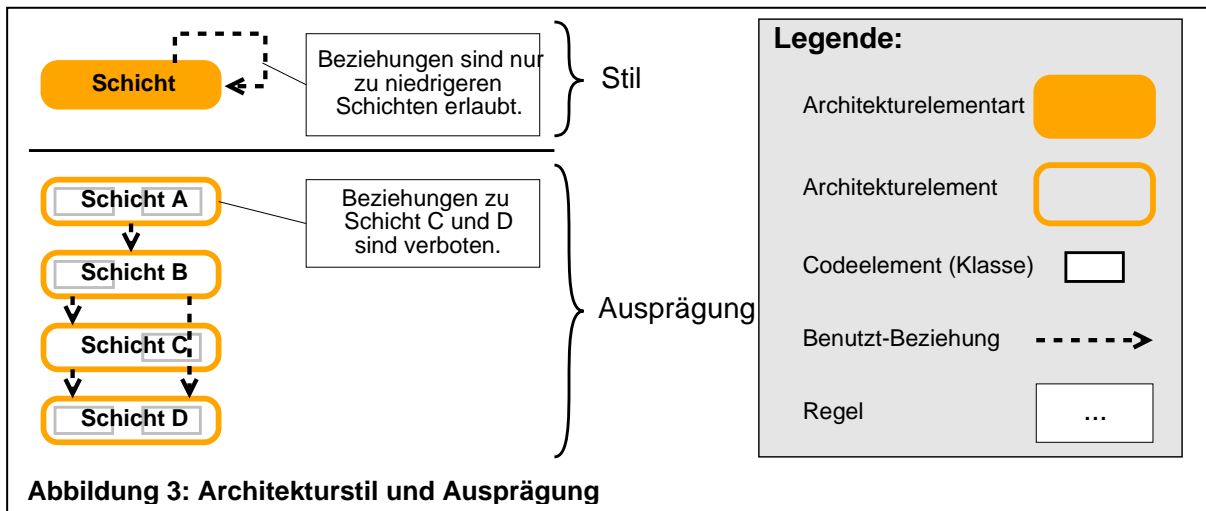 Schicht
Beziehungen sind nur
zu niedrigeren
Schichten erlaubt.
Stil
Schicht A
Schicht B
Schicht C
Schicht D
Beziehungen zu
Schicht C und D
sind verboten.
Ausprägung
Legende:
Architekturelementart
Architekturelement
Codeelement (Klasse)
Benutzt-Beziehung
Regel
...
Abbildung 3: Architekturstil und Ausprägung